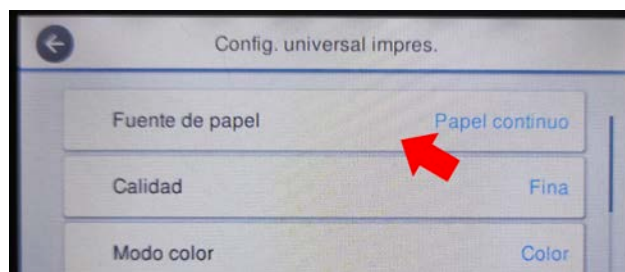 Config. universal impres.
Fuente de papel Papel continuo
Calidad Fina
Modo color Color